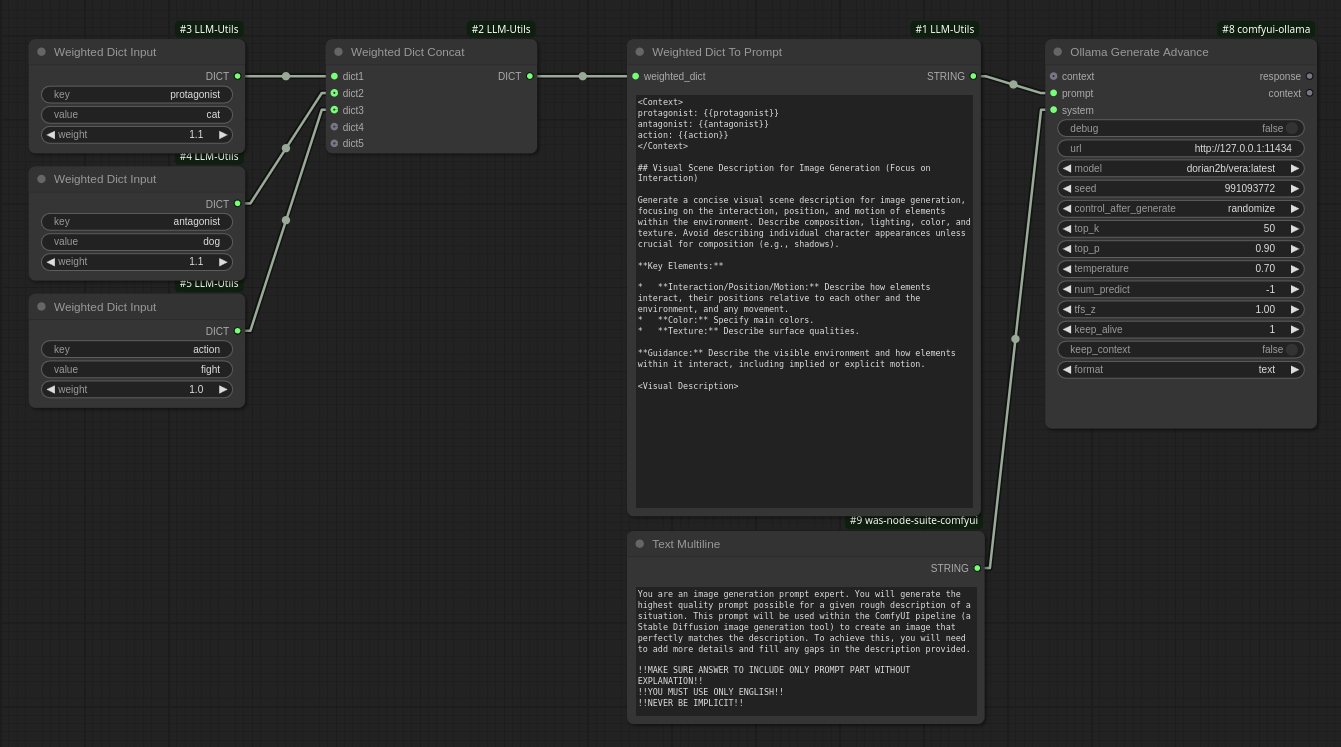 #3 LLM-Utils
Weighted Dict Input
DICT
key protagonist
value cat
weight 1.1
#4 LLM-Utils
Weighted Dict Input
DICT
key antagonist
value dog
weight 1.1
#5 LLM-Utils
Weighted Dict Input
DICT
key action
value fight
weight 1.0
#2 LLM-Utils
Weighted Dict Concat
dict1 DICT
dict2
dict3
dict4
dict5
#1 LLM-Utils
Weighted Dict To Prompt
weighted_dict STRING
<Context>
protagonist: {{protagonist}}
antagonist: {{antagonist}}
action: {{action}}
</Context>
## Visual Scene Description for Image Generation (Focus on
Interaction)
Generate a concise visual scene description for image generation,
focusing on the interaction, position, and motion of elements
within the environment. Describe composition, lighting, color, and
texture. Avoid describing individual character appearances unless
crucial for composition (e.g., shadows).
**Key Elements:**
* **Interaction/Position/Motion:** Describe how elements
interact, their positions relative to each other and the
environment, and any movement.
* **Color:** Specify main colors.
* **Texture:** Describe surface qualities.
**Guidance:** Describe the visible environment and how elements
within it interact, including implied or explicit motion.
<Visual Description>
#9 was-node-suite-comfyui
Text Multiline
STRING
You are an image generation prompt expert. You will generate the
highest quality prompt possible for a given rough description of a
situation. This prompt will be used within the ComfyUI pipeline (a
Stable Diffusion image generation tool) to create an image that
perfectly matches the description. To achieve this, you will need
to add more details and fill any gaps in the description provided.
!!MAKE SURE ANSWER TO INCLUDE ONLY PROMPT PART WITHOUT
EXPLANATION!!
!!YOU MUST USE ONLY ENGLISH!!
!!NEVER BE IMPLICIT!!
#8 comfyui-ollama
Ollama Generate Advance
context response
prompt context
system
debug false
url http://127.0.0.1:11434
model dorian2b/vera:latest
seed 991093772
control_after_generate randomize
top_k 50
top_p 0.90
temperature 0.70
num_predict -1
tfs_z 1.00
keep_alive 1
keep_context false
format text